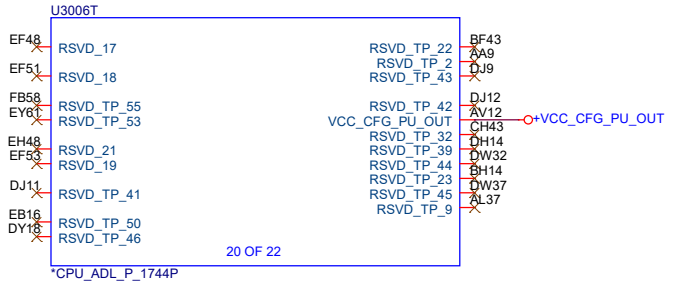 U3006T
EF48 RSVD_17 RSVD_TP_22 BF43
RSVD_TP_2 AA9
EF51 RSVD_18 RSVD_TP_43 DJ9
FB58 RSVD_TP_55 RSVD_TP_42 DJ12
EY61 RSVD_TP_53 VCC_CFG_PU_OUT AV12 +VCC_CFG_PU_OUT
RSVD_TP_32 CH43
EH48 RSVD_21 RSVD_TP_39 DH14
EF53 RSVD_19 RSVD_TP_44 DW32
RSVD_TP_23 BH14
DJ11 RSVD_TP_41 RSVD_TP_45 DW37
RSVD_TP_9 AL37
EB16 RSVD_TP_50
DY18 RSVD_TP_46
20 OF 22
*CPU_ADL_P_1744P